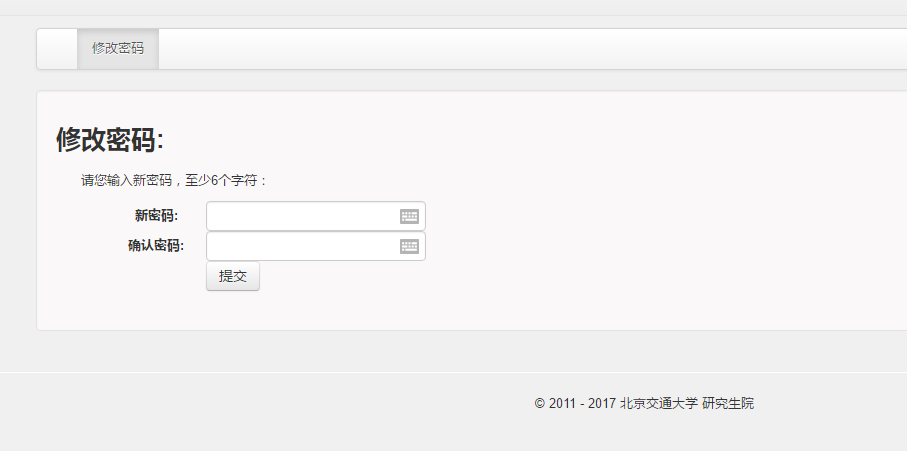 修改密码
修改密码:
请您输入新密码，至少6个字符：
新密码:
确认密码:
提交
© 2011 - 2017 北京交通大学 研究生院